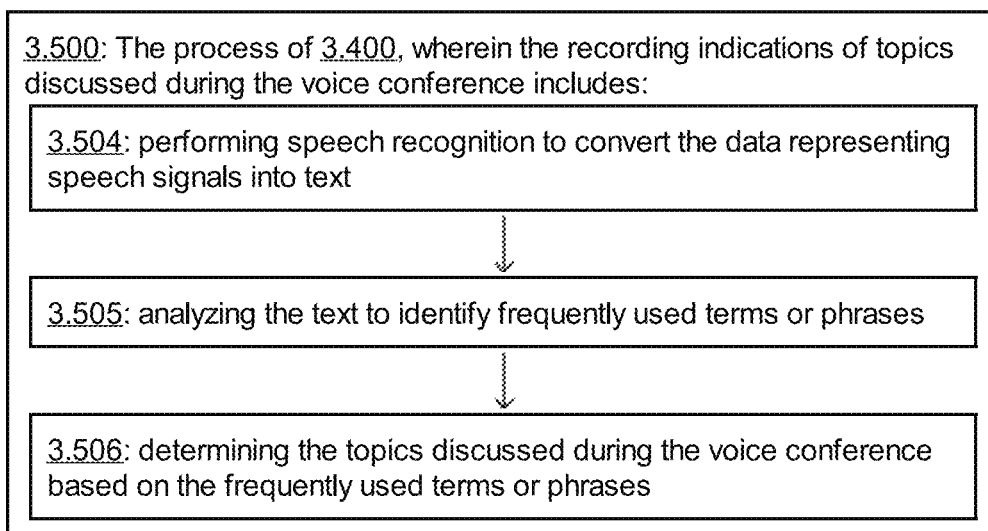 3.500: The process of 3.400, wherein the recording indications of topics
discussed during the voice conference includes:
3.504: performing speech recognition to convert the data representing
speech signals into text
3.505: analyzing the text to identify frequently used terms or phrases
3.506: determining the topics discussed during the voice conference
based on the frequently used terms or phrases